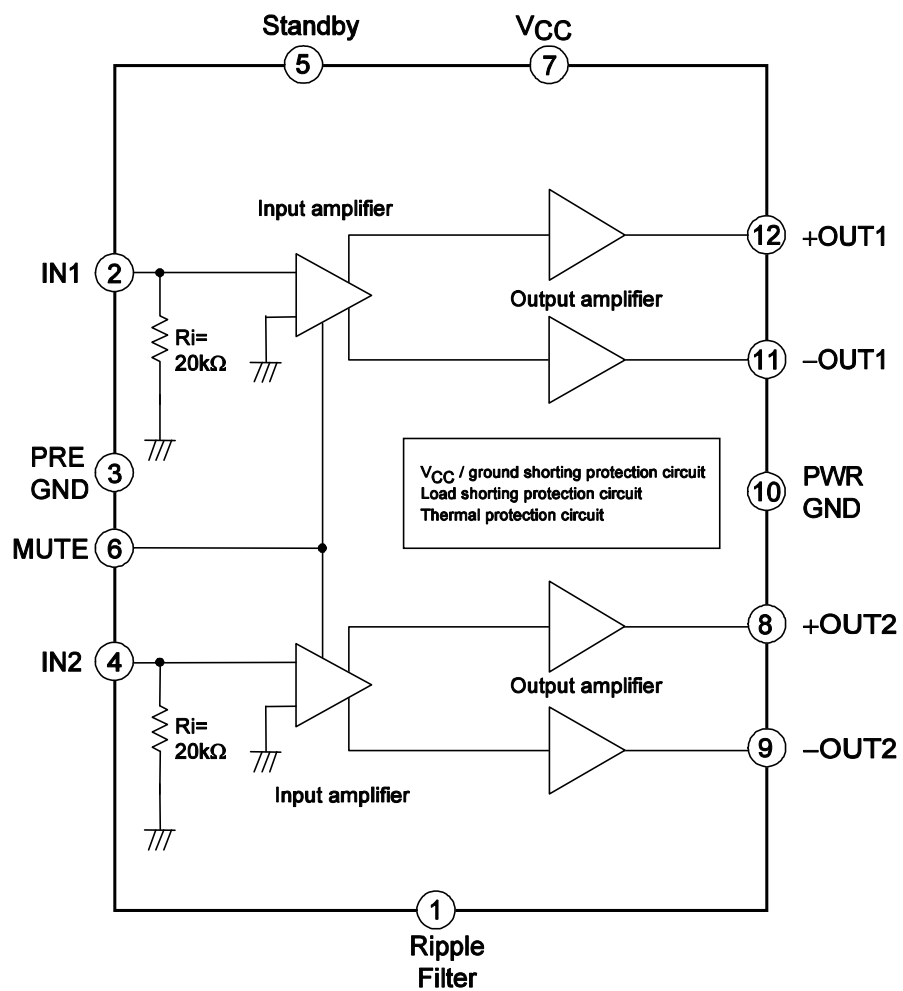 Standby
VCC
5
7
Input amplifier
12
+OUT1
IN1
2
Output amplifier
Ri=
20kΩ
11
–OUT1
PRE
GND
3
VCC / ground shorting protection circuit
Load shorting protection circuit
Thermal protection circuit
10
PWR
GND
MUTE
6
8
+OUT2
IN2
4
Output amplifier
Ri=
20kΩ
9
–OUT2
Input amplifier
1
Ripple
Filter